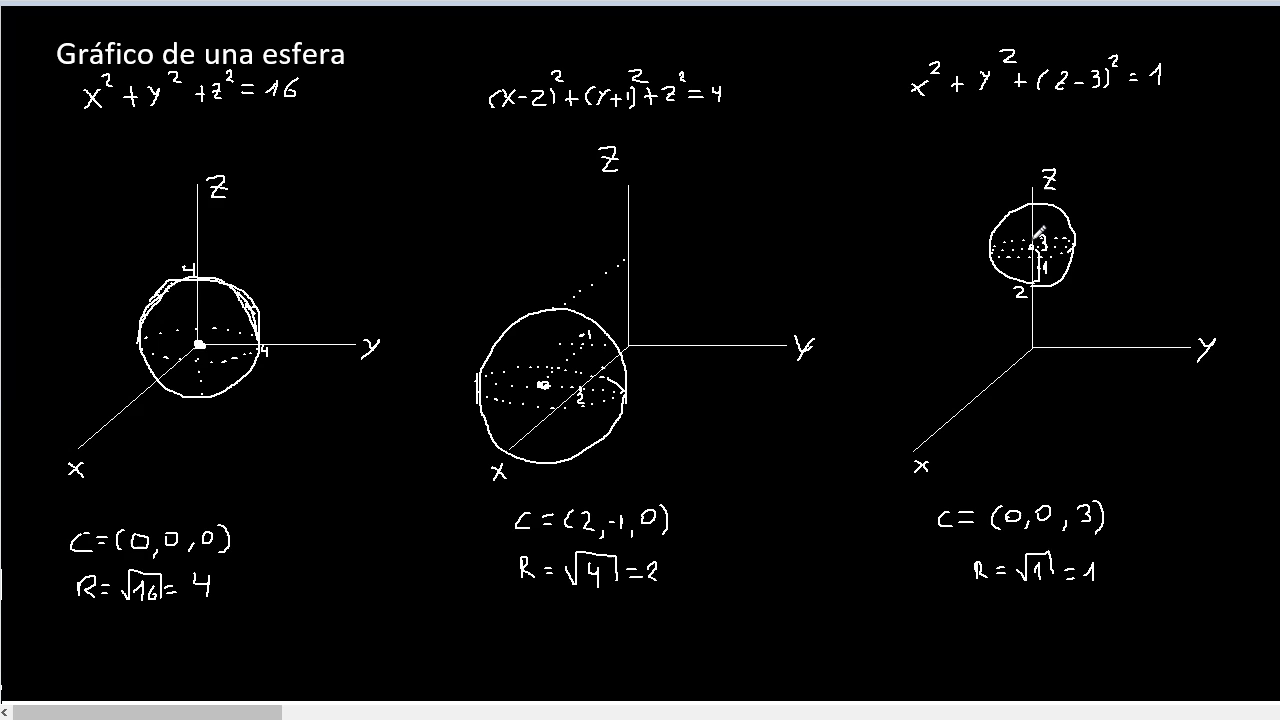 Gráfico de una esfera
x² + y² + z² = 16
(x-2)² + (y+1)² + z² = 4
x² + y² + (z-3)² = 1
z
4
4
y
x
z
-1
2
y
x
z
3
1
2
y
x
C = (0,0,0)
R = √16 = 4
C = (2,-1,0)
R = √4 = 2
C = (0,0,3)
R = √1 = 1